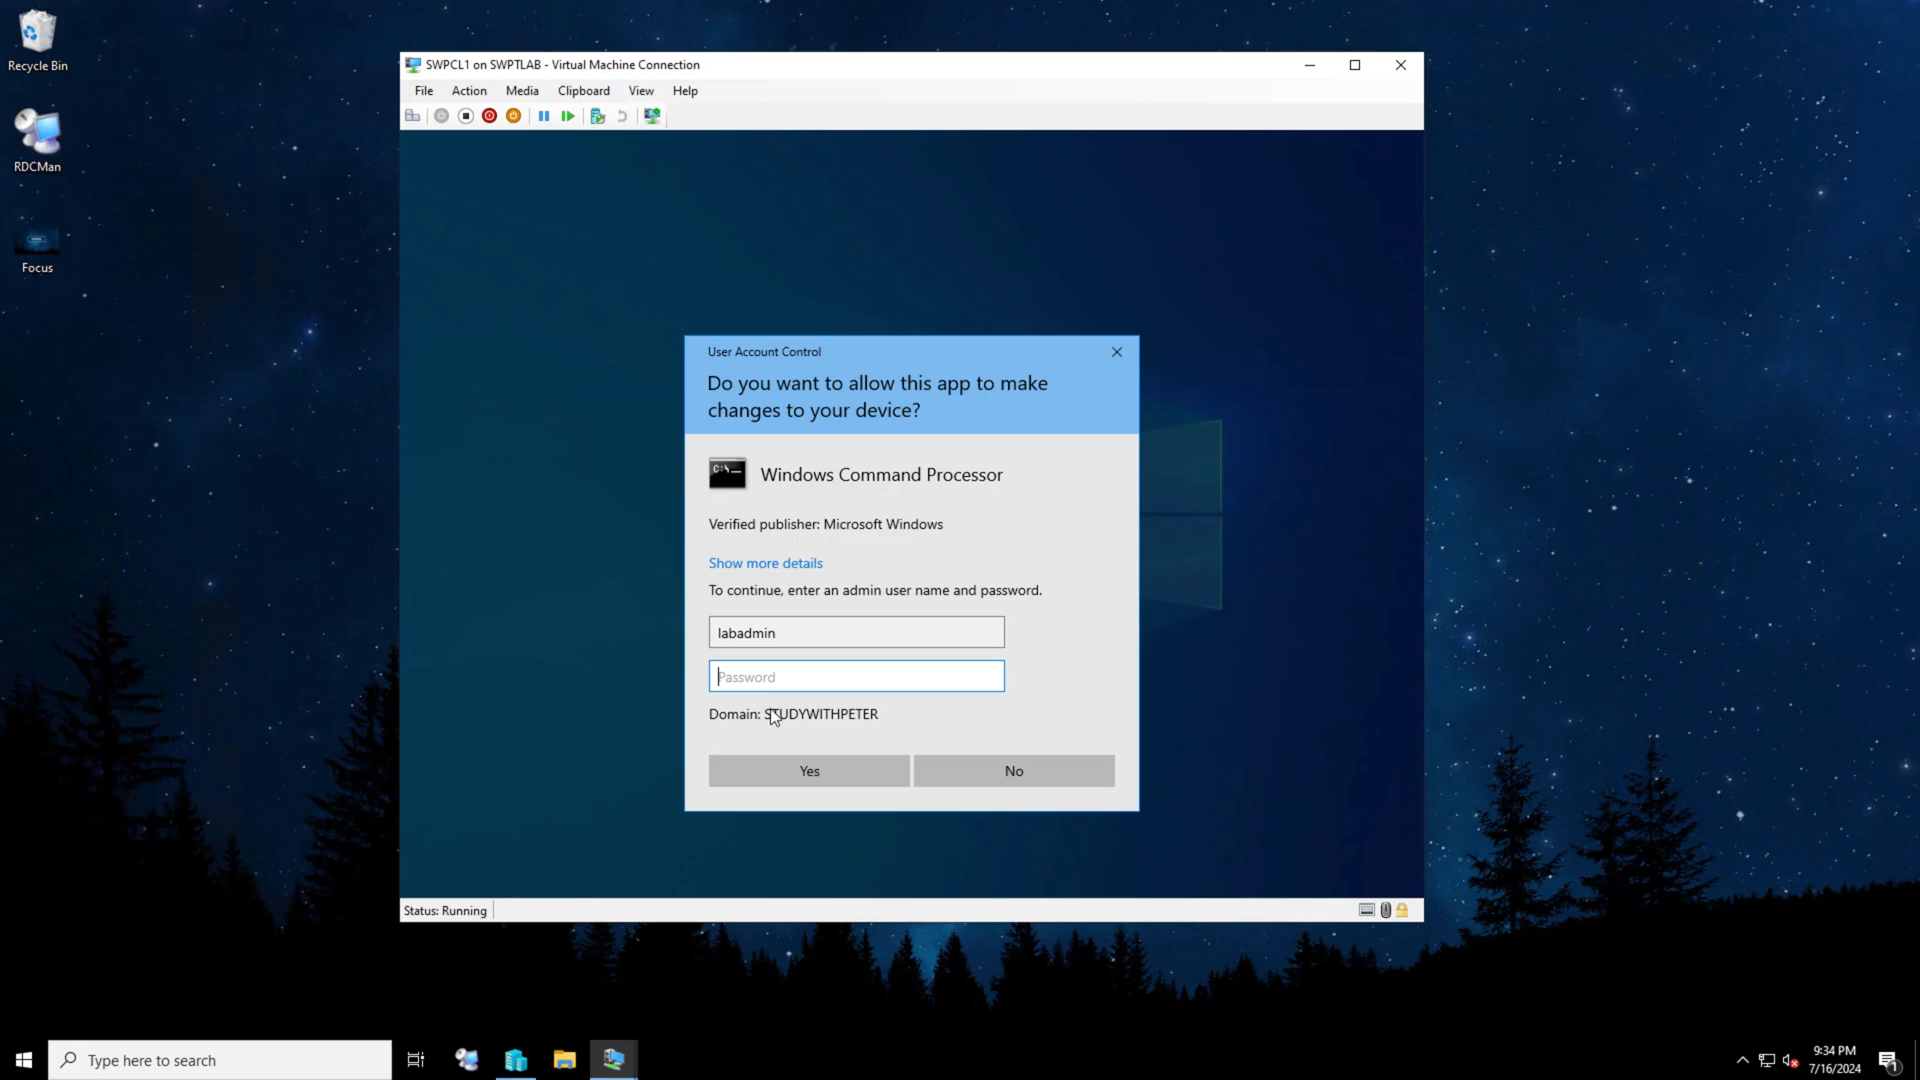 Recycle Bin
RDCMan
Focus
SWPCL1 on SWPTLAB - Virtual Machine Connection
File Action Media Clipboard View Help
User Account Control
Do you want to allow this app to make
changes to your device?
C:\
Windows Command Processor
Verified publisher: Microsoft Windows
Show more details
To continue, enter an admin user name and password.
labadmin
Password
Domain: STUDYWITHPETER
Yes No
Status: Running
Type here to search
9:34 PM
7/16/2024
1